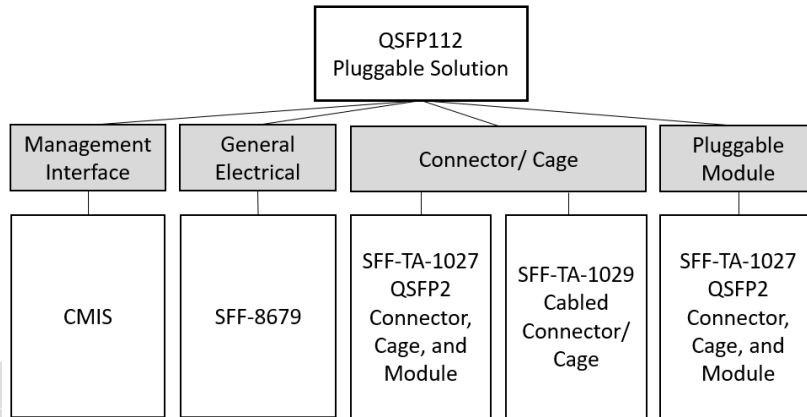 QSFP112
Pluggable Solution
Management
Interface
General
Electrical
Connector/ Cage
Pluggable
Module
CMIS
SFF-8679
SFF-TA-1027
QSFP2
Connector,
Cage, and
Module
SFF-TA-1029
Cabled
Connector/
Cage
SFF-TA-1027
QSFP2
Connector,
Cage, and
Module